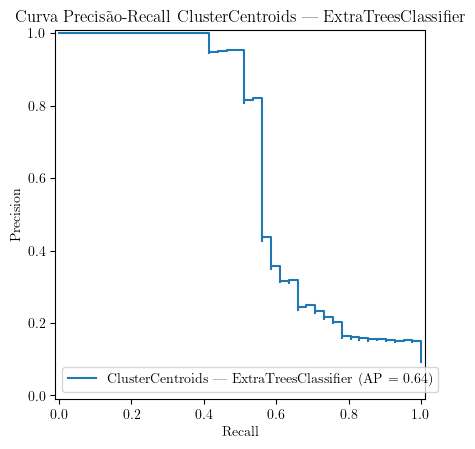 Curva Precisão-Recall ClusterCentroids — ExtraTreesClassifier
1.0
0.8
0.6
0.4
0.2
0.0
Precision
ClusterCentroids — ExtraTreesClassifier (AP = 0.64)
0.0 0.2 0.4 0.6 0.8 1.0
Recall